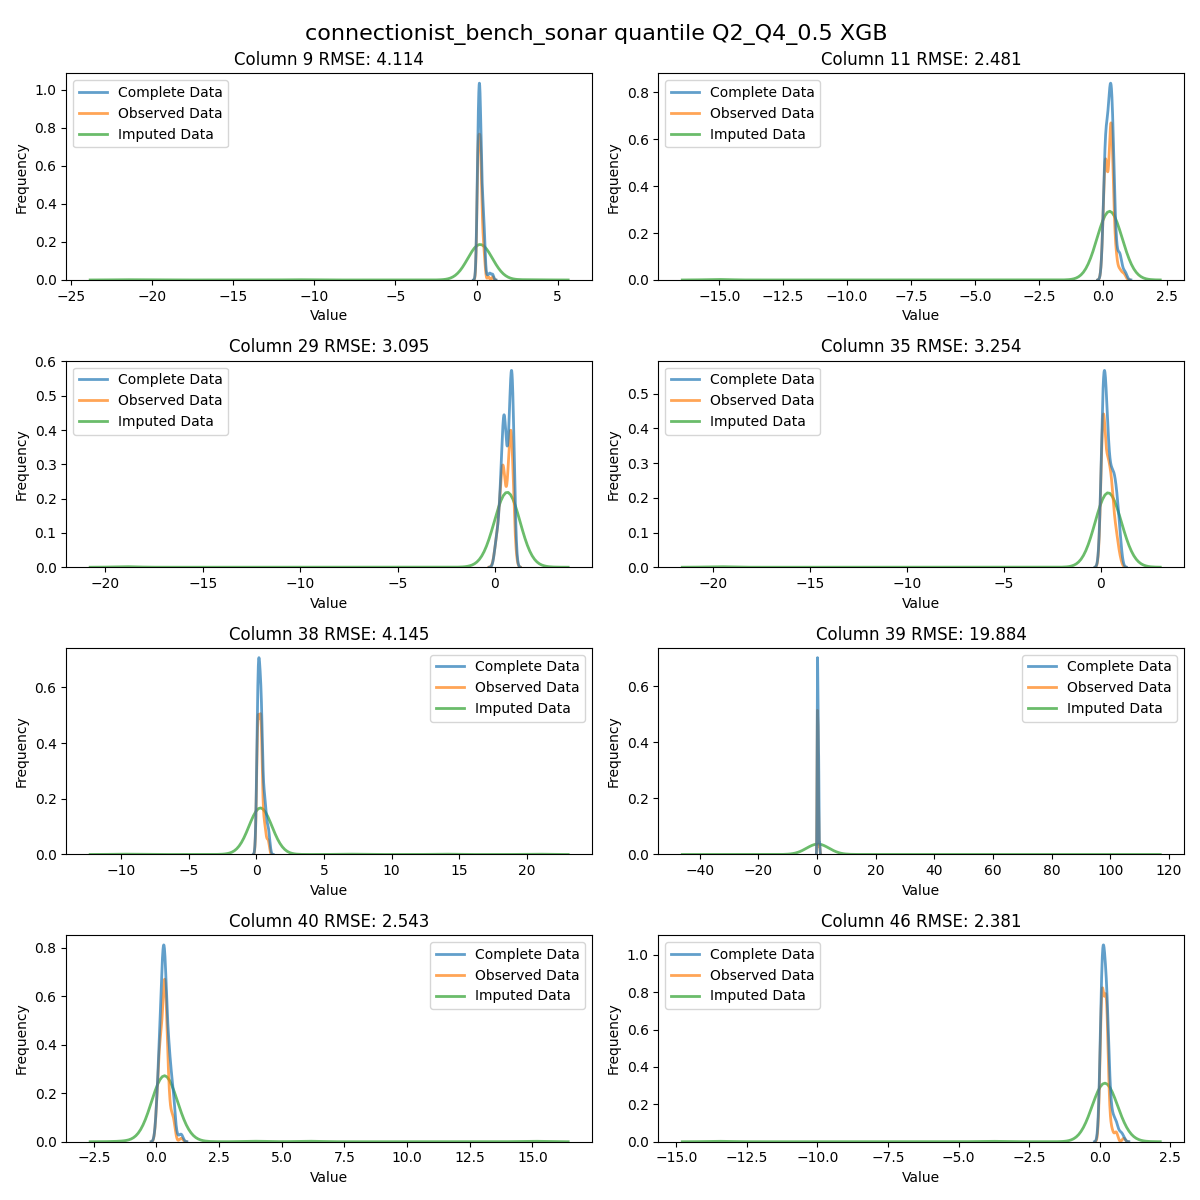 connectionist_bench_sonar quantile Q2_Q4_0.5 XGB
Column 9 RMSE: 4.114
Complete Data
Observed Data
Imputed Data
Frequency
1.0
0.8
0.6
0.4
0.2
0.0
−25 −20 −15 −10 −5 0 5
Value
Column 11 RMSE: 2.481
Complete Data
Observed Data
Imputed Data
Frequency
0.8
0.6
0.4
0.2
0.0
−15.0 −12.5 −10.0 −7.5 −5.0 −2.5 0.0 2.5
Value
Column 29 RMSE: 3.095
Complete Data
Observed Data
Imputed Data
Frequency
0.6
0.5
0.4
0.3
0.2
0.1
0.0
−20 −15 −10 −5 0
Value
Column 35 RMSE: 3.254
Complete Data
Observed Data
Imputed Data
Frequency
0.5
0.4
0.3
0.2
0.1
0.0
−20 −15 −10 −5 0
Value
Column 38 RMSE: 4.145
Complete Data
Observed Data
Imputed Data
Frequency
0.6
0.4
0.2
0.0
−10 −5 0 5 10 15 20
Value
Column 39 RMSE: 19.884
Complete Data
Observed Data
Imputed Data
Frequency
0.6
0.4
0.2
0.0
−40 −20 0 20 40 60 80 100 120
Value
Column 40 RMSE: 2.543
Complete Data
Observed Data
Imputed Data
Frequency
0.8
0.6
0.4
0.2
0.0
−2.5 0.0 2.5 5.0 7.5 10.0 12.5 15.0
Value
Column 46 RMSE: 2.381
Complete Data
Observed Data
Imputed Data
Frequency
1.0
0.8
0.6
0.4
0.2
0.0
−15.0 −12.5 −10.0 −7.5 −5.0 −2.5 0.0 2.5
Value